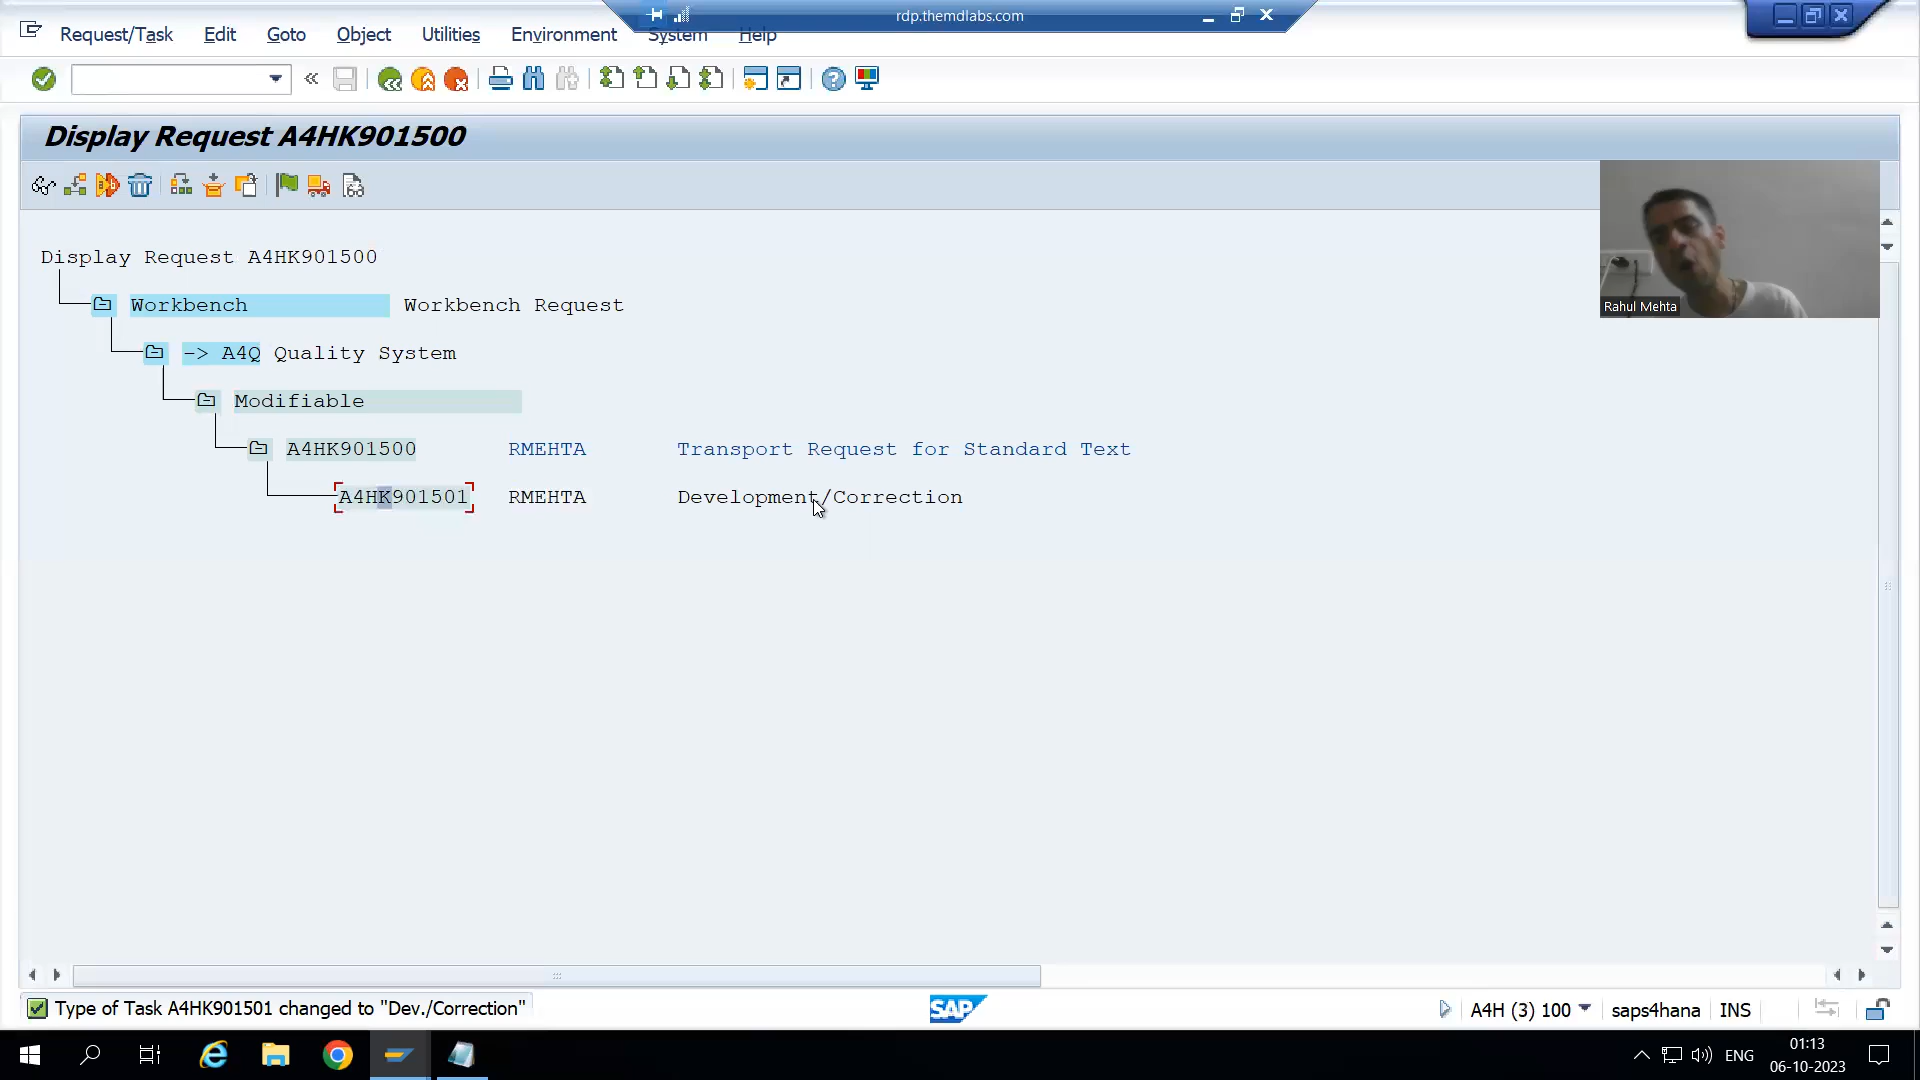 rdp.themdlabs.com
Request/Task Edit Goto Object Utilities Environment System Help
Display Request A4HK901500
Display Request A4HK901500
Workbench Workbench Request
-> A4Q Quality System
Modifiable
A4HK901500 RMEHTA Transport Request for Standard Text
A4HK901501 RMEHTA Development/Correction
Rahul Mehta
Type of Task A4HK901501 changed to "Dev./Correction"
SAP
A4H (3) 100 saps4hana INS
ENG
01:13
06-10-2023